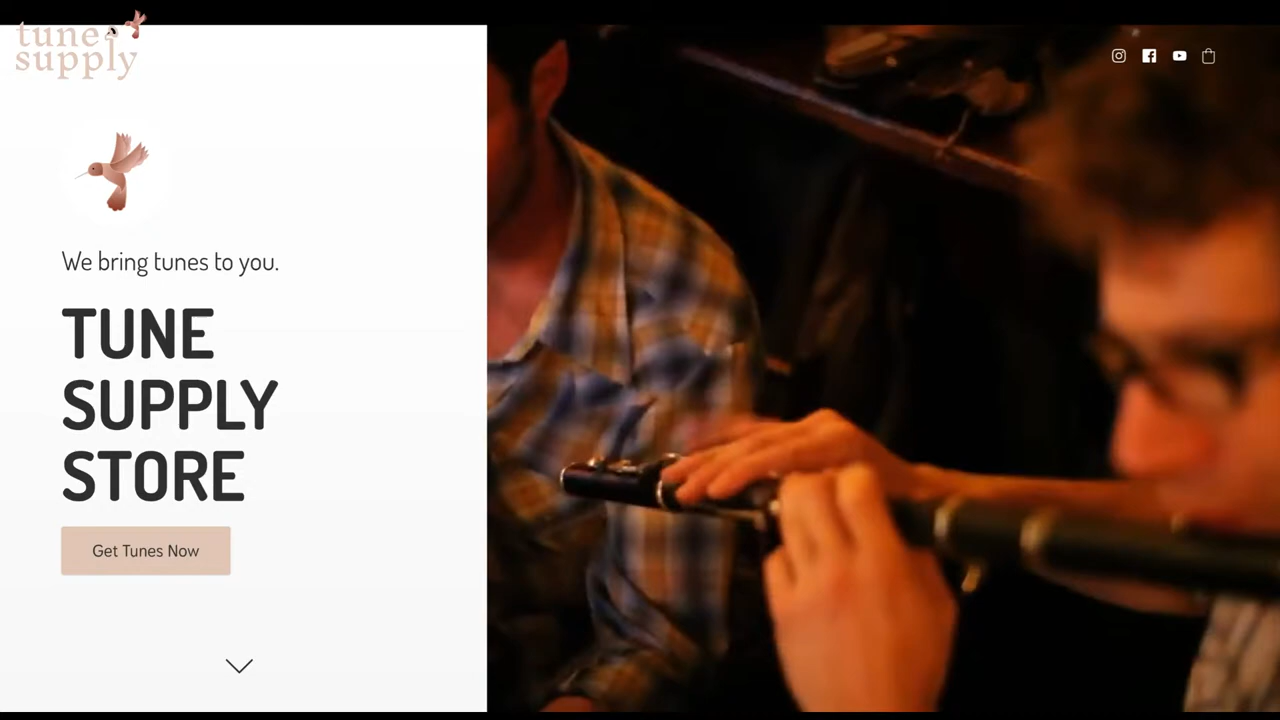 tune
supply
We bring tunes to you.
TUNE
SUPPLY
STORE
Get Tunes Now